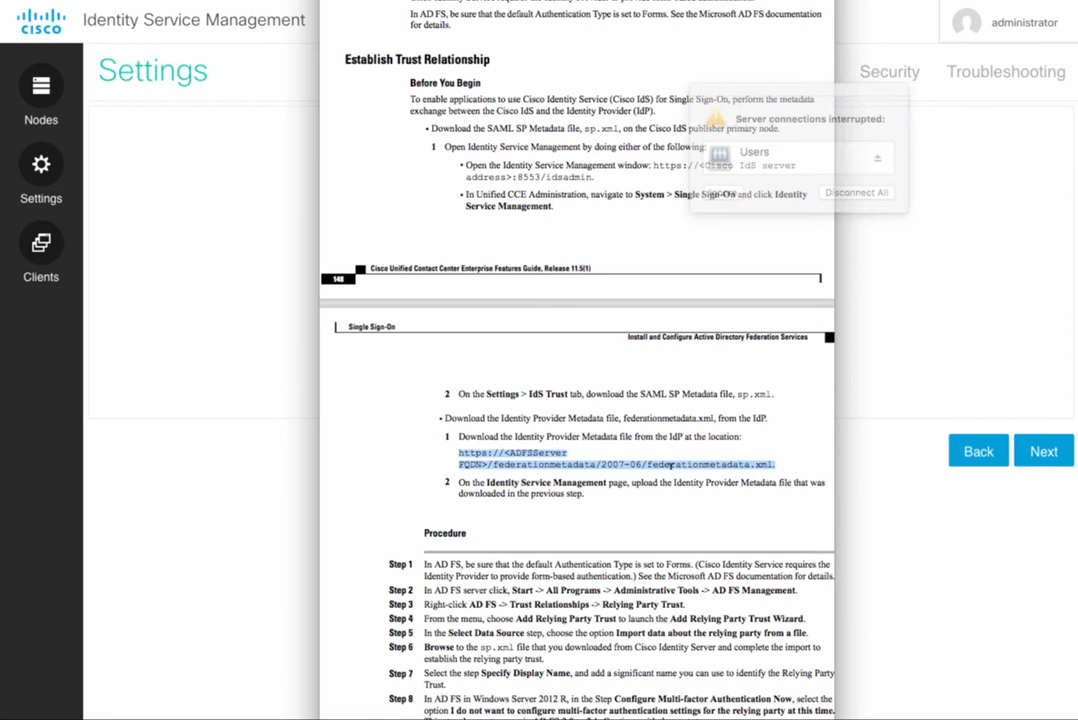 CISCO
Identity Service Management
administrator
Settings
Security
Troubleshooting
Nodes
Settings
Clients
In AD FS, be sure that the default Authentication Type is set to Forms. See the Microsoft AD FS documentation
for details.
Establish Trust Relationship
Before You Begin
To enable applications to use Cisco Identity Service (Cisco IdS) for Single Sign-On, perform the metadata
exchange between the Cisco IdS and the Identity Provider (IdP).
• Download the SAML SP Metadata file, sp.xml, on the Cisco IdS publisher primary node.
1 Open Identity Service Management by doing either of the following:
• Open the Identity Service Management window: https://<Cisco IdS server
address>:8553/idsadmin.
• In Unified CCE Administration, navigate to System > Single Sign-On and click Identity
Service Management.
Server connections interrupted:
Users
Disconnect All
148
Cisco Unified Contact Center Enterprise Features Guide, Release 11.5(1)
Single Sign-On
Install and Configure Active Directory Federation Services
2 On the Settings > IdS Trust tab, download the SAML SP Metadata file, sp.xml.
• Download the Identity Provider Metadata file, federationmetadata.xml, from the IdP.
1 Download the Identity Provider Metadata file from the IdP at the location:
https://<ADFSServer
FQDN>/federationmetadata/2007-06/federationmetadata.xml.
2 On the Identity Service Management page, upload the Identity Provider Metadata file that was
downloaded in the previous step.
Back
Next
Procedure
Step 1 In AD FS, be sure that the default Authentication Type is set to Forms. (Cisco Identity Service requires the
Identity Provider to provide form-based authentication.) See the Microsoft AD FS documentation for details.
Step 2 In AD FS server click, Start -> All Programs -> Administrative Tools -> AD FS Management.
Step 3 Right-click AD FS -> Trust Relationships -> Relying Party Trust.
Step 4 From the menu, choose Add Relying Party Trust to launch the Add Relying Party Trust Wizard.
Step 5 In the Select Data Source step, choose the option Import data about the relying party from a file.
Step 6 Browse to the sp.xml file that you downloaded from Cisco Identity Server and complete the import to
establish the relying party trust.
Step 7 Select the step Specify Display Name, and add a significant name you can use to identify the Relying Party
Trust.
Step 8 In AD FS in Windows Server 2012 R, in the Step Configure Multi-factor Authentication Now, select the
option I do not want to configure multi-factor authentication settings for the relying party at this time.